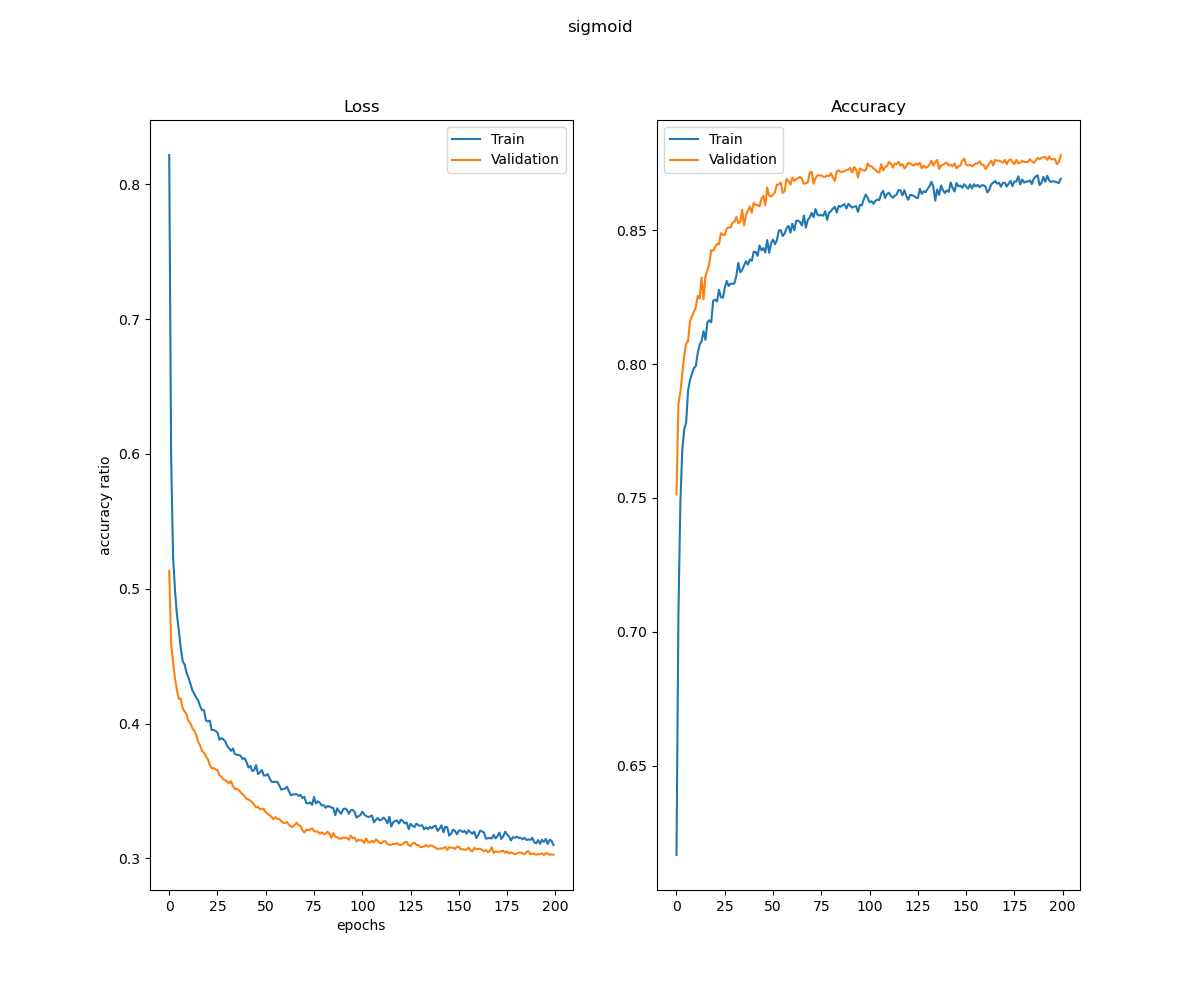 sigmoid
Loss
Train
Validation
0.8
0.7
0.6
0.5
0.4
0.3
accuracy ratio
0 25 50 75 100 125 150 175 200
epochs
Accuracy
Train
Validation
0.85
0.80
0.75
0.70
0.65
0 25 50 75 100 125 150 175 200